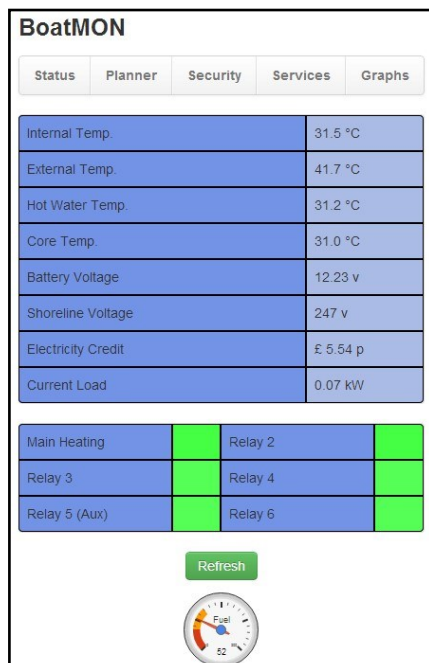 BoatMON
Status Planner Security Services Graphs
Internal Temp. 31.5 °C
External Temp. 41.7 °C
Hot Water Temp. 31.2 °C
Core Temp. 31.0 °C
Battery Voltage 12.23 v
Shoreline Voltage 247 v
Electricity Credit £ 5.54 p
Current Load 0.07 kW
Main Heating Relay 2
Relay 3 Relay 4
Relay 5 (Aux) Relay 6
Refresh
Fuel
52